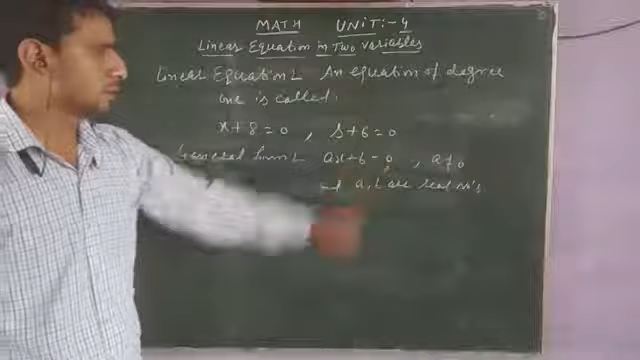 MATH UNIT:- 4
Linear Equation in Two variables
Linear Equation:- An equation of degree
one is called.
x+8=0 , s+6=0
General form:- ax+b=0 , a≠0
and a, b are real no's.